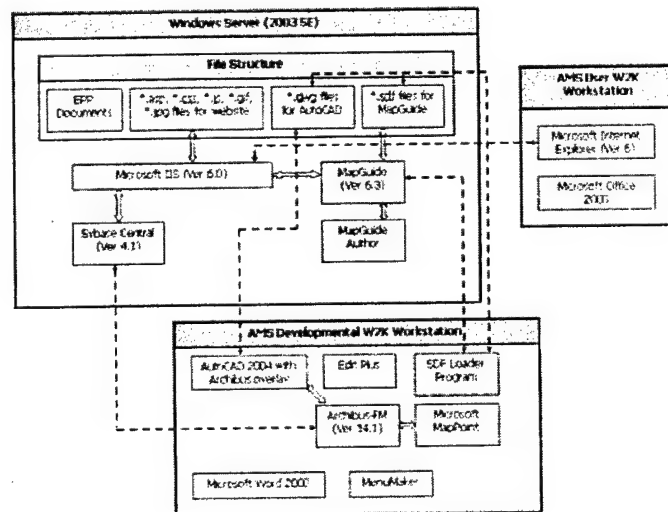 Windows Server (2003 SE)
File Structure
EPP
Documents
*.asp, *.css, *.js, *.gif,
*.jpg files for website
*.dwg files
for AutoCAD
*.sdf files for
MapGuide
AMS User W2K
Workstation
Microsoft Internet
Explorer (Ver 6)
Microsoft Office
Microsoft IIS (Ver 6.0)
MapGuide
(Ver 6.3)
Sybase Central
(Ver 4.1)
MapGuide
Author
AMS Developmental W2K Workstation
AutoCAD 2004 with
Archibus overlay
Edit Plus
SDF Loader
Program
Archibus-FM
(Ver 14.1)
Microsoft
MapPoint
Microsoft Word 2000
MenuMaker